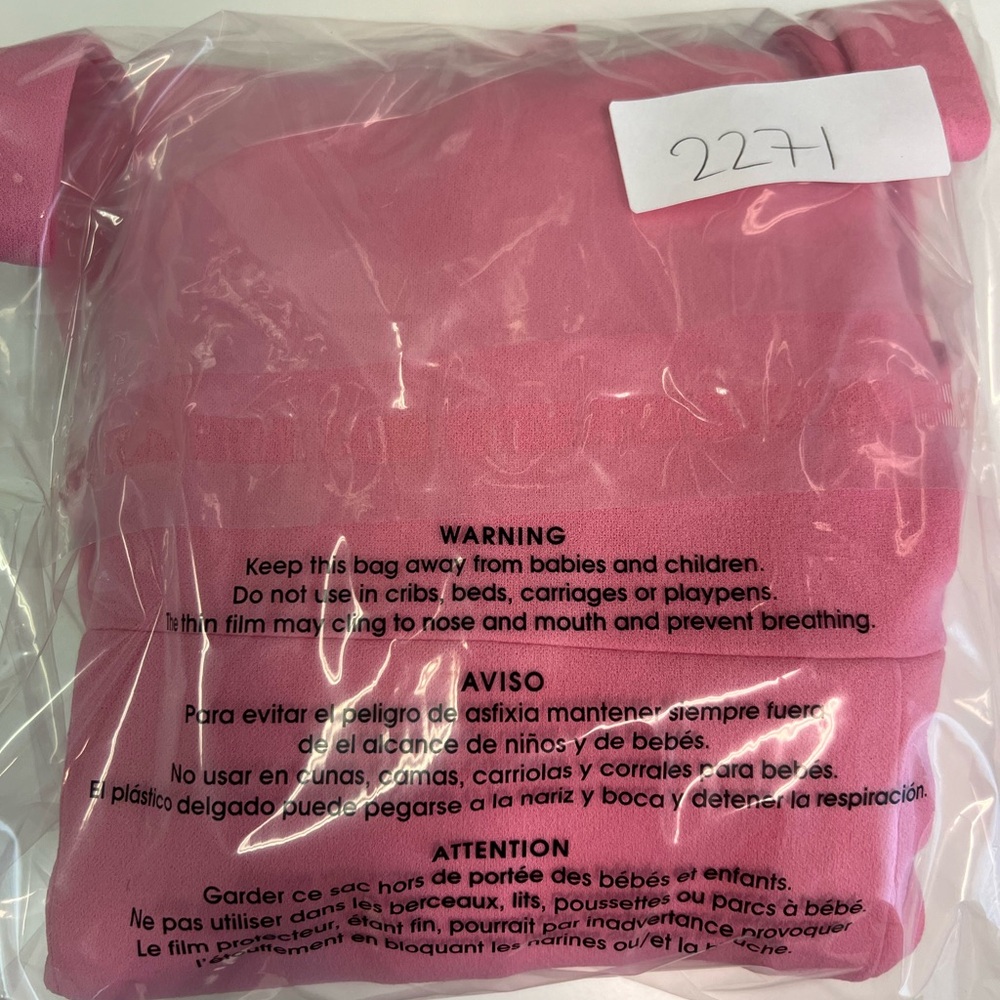 2271
WARNING
Keep this bag away from babies and children.
Do not use in cribs, beds, carriages or playpens.
The thin film may cling to nose and mouth and prevent breathing.
AVISO
Para evitar el peligro de asfixia mantener siempre fuera
de el alcance de niños y de bebés.
No usar en cunas, camas, carriolas y corrales para bebés.
El plástico delgado puede pegarse a la nariz y boca y detener la respiración.
ATTENTION
Garder ce sac hors de portée des bébés et enfants.
Ne pas utiliser dans les berceaux, lits, poussettes ou parcs à bébé.
Le film protecteur, étant fin, pourrait par inadvertance provoquer
l'étouffement en bloquant les narines ou/et la bouche.